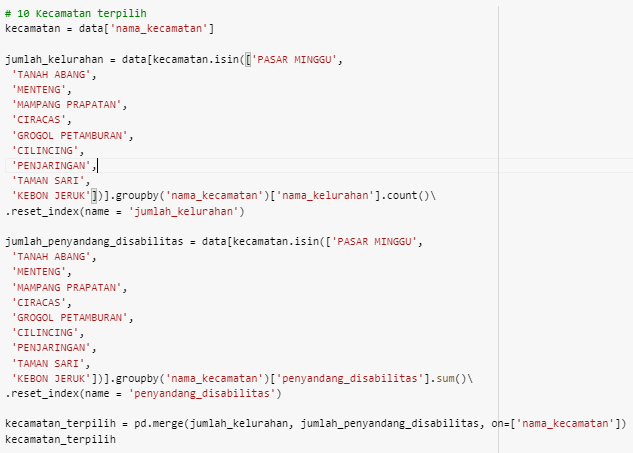 # 10 Kecamatan terpilih
kecamatan = data['nama_kecamatan']
jumlah_kelurahan = data[kecamatan.isin(['PASAR MINGGU',
'TANAH ABANG',
'MENTENG',
'MAMPANG PRAPATAN',
'CIRACAS',
'GROGOL PETAMBURAN',
'CILINCING',
'PENJARINGAN',
'TAMAN SARI',
'KEBON JERUK'])].groupby('nama_kecamatan')['nama_kelurahan'].count()\
.reset_index(name = 'jumlah_kelurahan')
jumlah_penyandang_disabilitas = data[kecamatan.isin(['PASAR MINGGU',
'TANAH ABANG',
'MENTENG',
'MAMPANG PRAPATAN',
'CIRACAS',
'GROGOL PETAMBURAN',
'CILINCING',
'PENJARINGAN',
'TAMAN SARI',
'KEBON JERUK'])].groupby('nama_kecamatan')['penyandang_disabilitas'].sum()\
.reset_index(name = 'penyandang_disabilitas')
kecamatan_terpilih = pd.merge(jumlah_kelurahan, jumlah_penyandang_disabilitas, on=['nama_kecamatan'])
kecamatan_terpilih